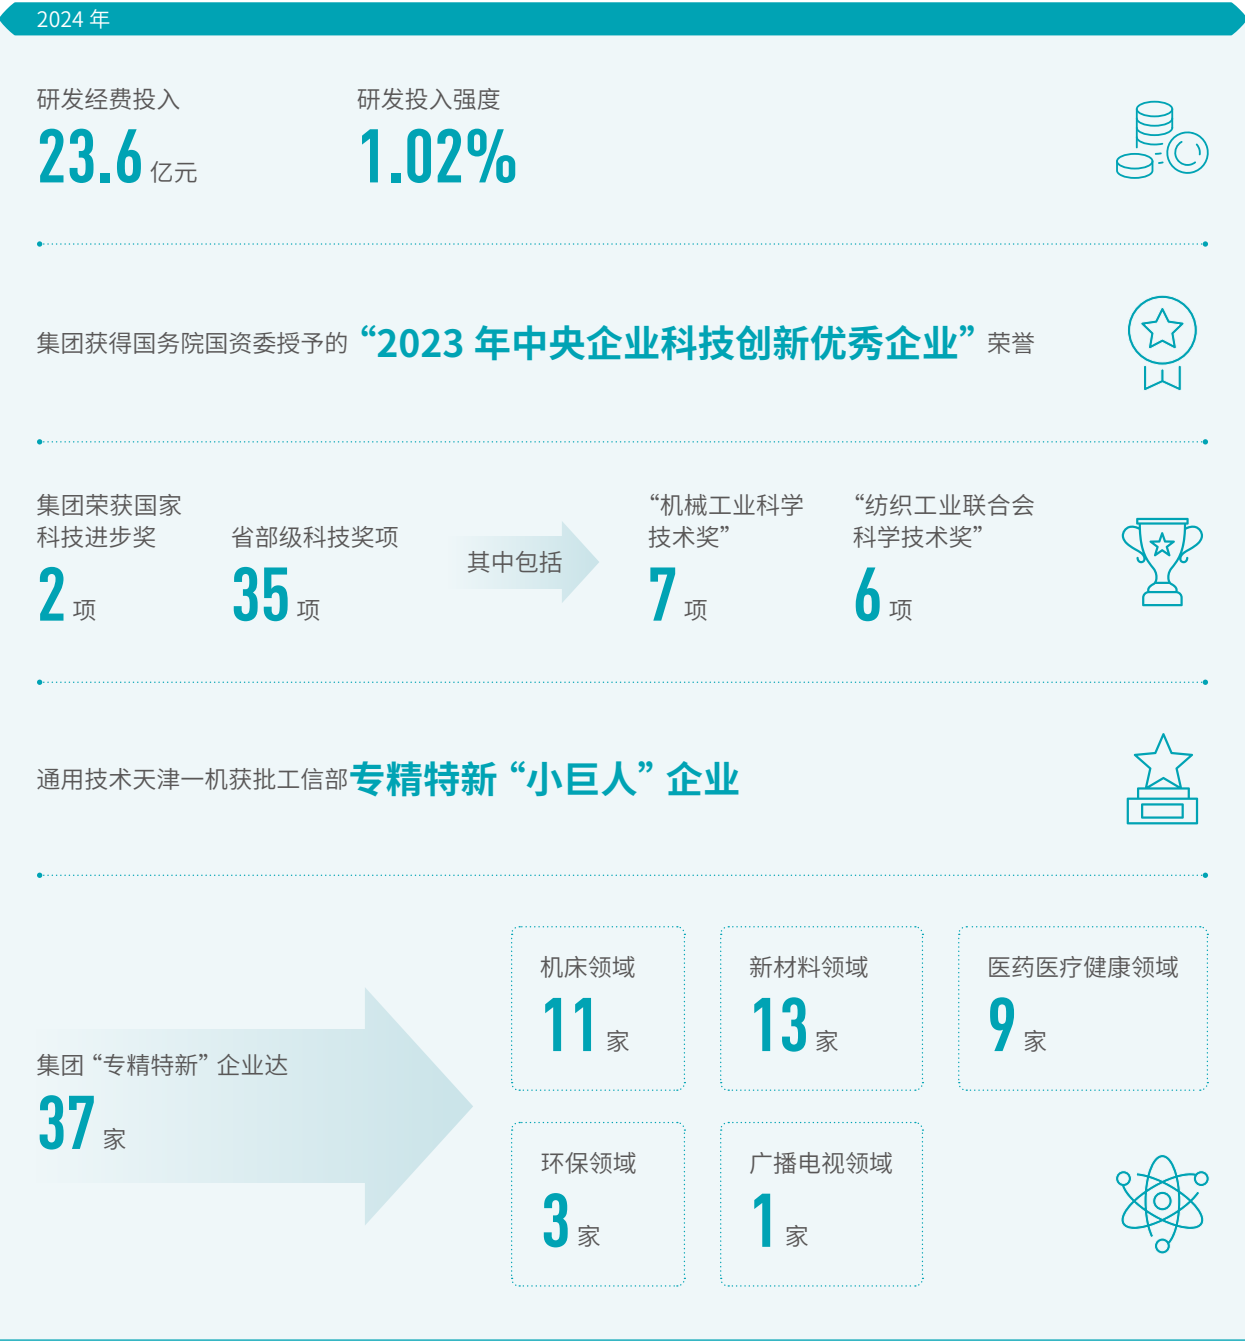 2024 年
研发经费投入
23.6 亿元
研发投入强度
1.02%
集团获得国务院国资委授予的“2023 年中央企业科技创新优秀企业”荣誉
集团荣获国家
科技进步奖
2 项
省部级科技奖项
35 项
其中包括
“机械工业科学
技术奖”
7 项
“纺织工业联合会
科学技术奖”
6 项
通用技术天津一机获批工信部专精特新“小巨人”企业
集团“专精特新”企业达
37 家
机床领域
11 家
新材料领域
13 家
医药医疗健康领域
9 家
环保领域
3 家
广播电视领域
1 家